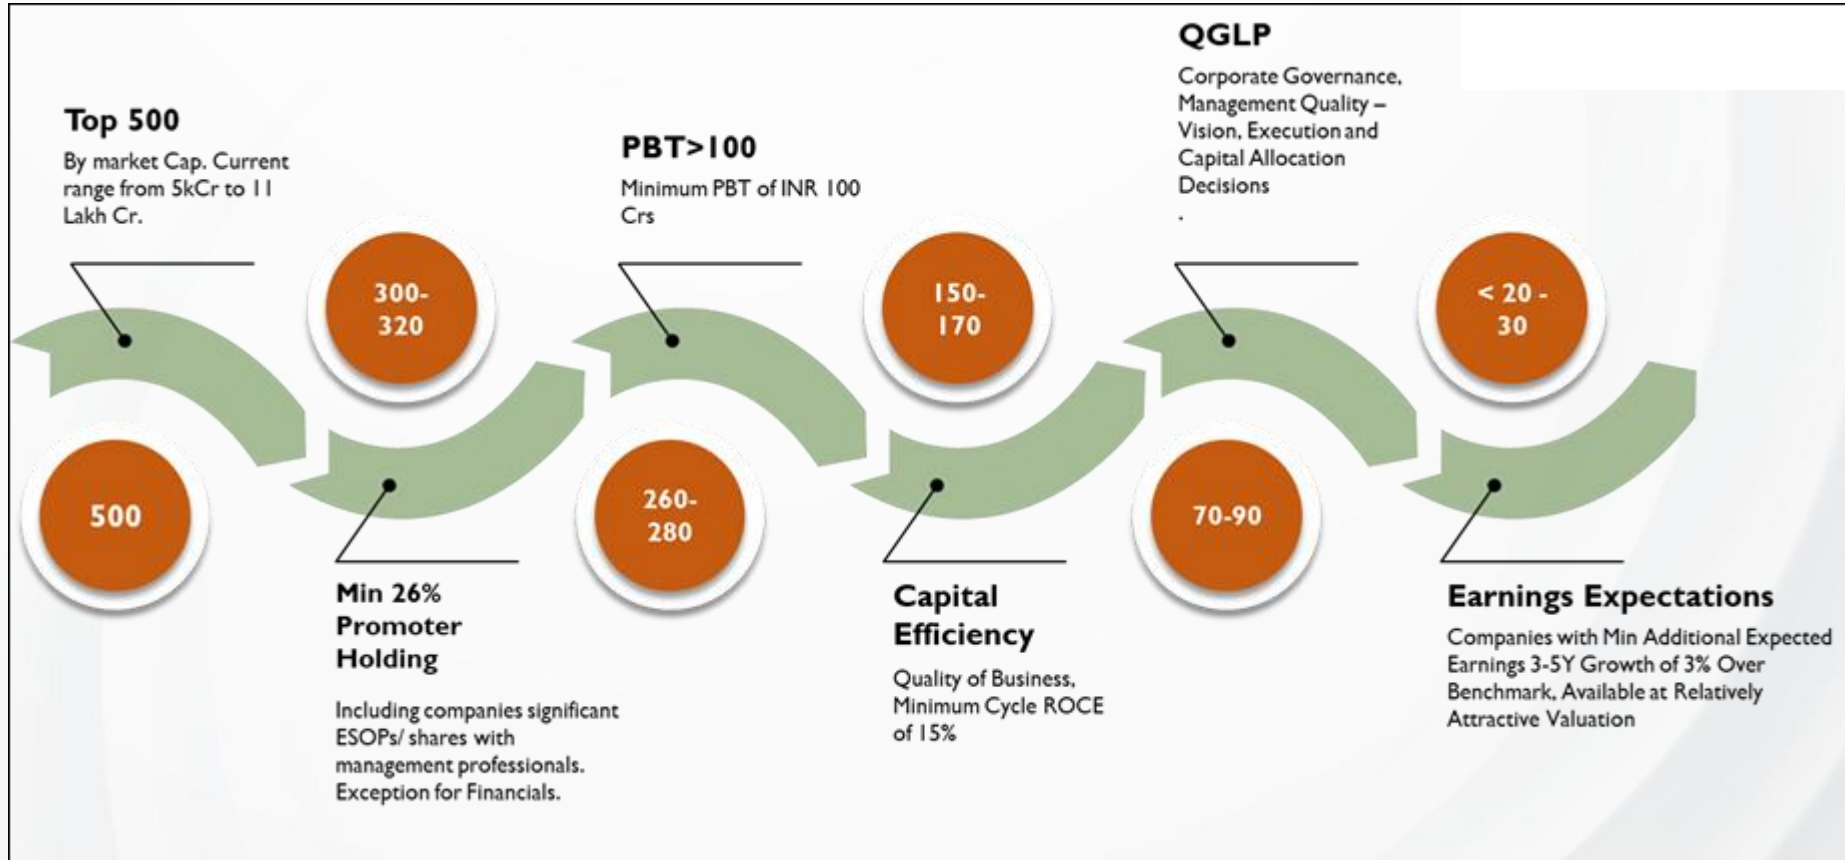 Top 500
By market Cap. Current
range from 5kCr to 11
Lakh Cr.
500
300-
320
Min 26%
Promoter
Holding
Including companies significant
ESOPs/ shares with
management professionals.
Exception for Financials.
PBT>100
Minimum PBT of INR 100
Crs
260-
280
150-
170
Capital
Efficiency
Quality of Business,
Minimum Cycle ROCE
of 15%
QGLP
Corporate Governance,
Management Quality –
Vision, Execution and
Capital Allocation
Decisions
.
70-90
< 20 -
30
Earnings Expectations
Companies with Min Additional Expected
Earnings 3-5Y Growth of 3% Over
Benchmark, Available at Relatively
Attractive Valuation